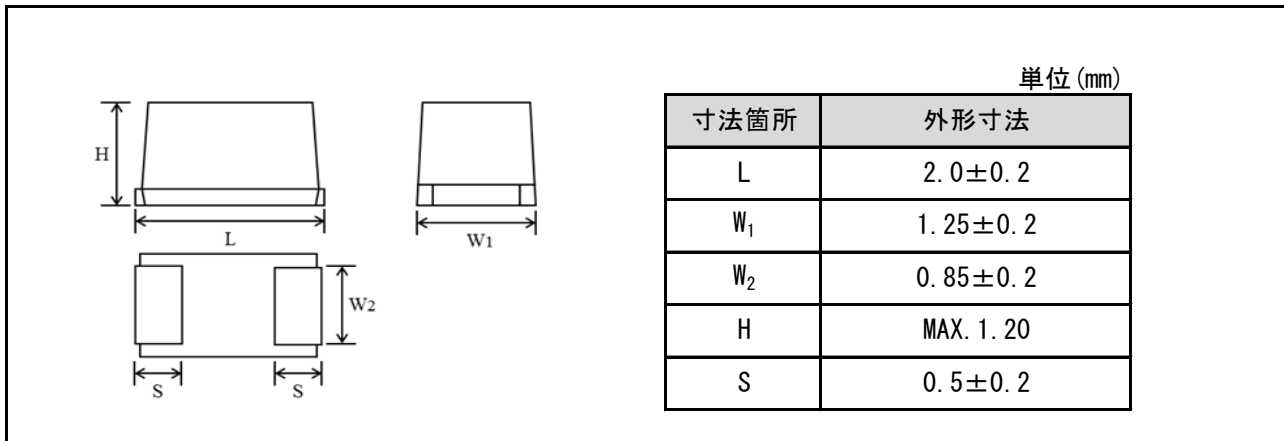 単位(mm)
寸法箇所 外形寸法
L 2.0±0.2
W₁ 1.25±0.2
W₂ 0.85±0.2
H MAX.1.20
S 0.5±0.2
H
L
W1
W2
S S